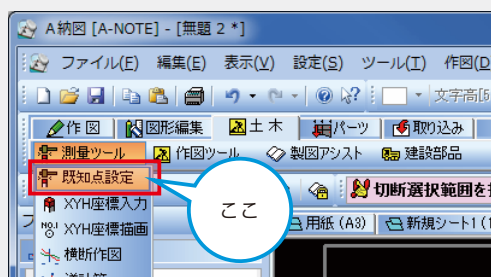 A納図 [A-NOTE] - [無題 2 *]
ファイル(F) 編集(E) 表示(V) 設定(S) ツール(T) 作図(D
文字高[
作 図 図形編集 土 木 パーツ 取り込み
測量ツール 作図ツール 製図アシスト 建設部品
既知点設定
切断選択範囲を
XYH座標入力
ここ
用紙 (A3) 新規シート1 (1
XYH座標描画
横断作図